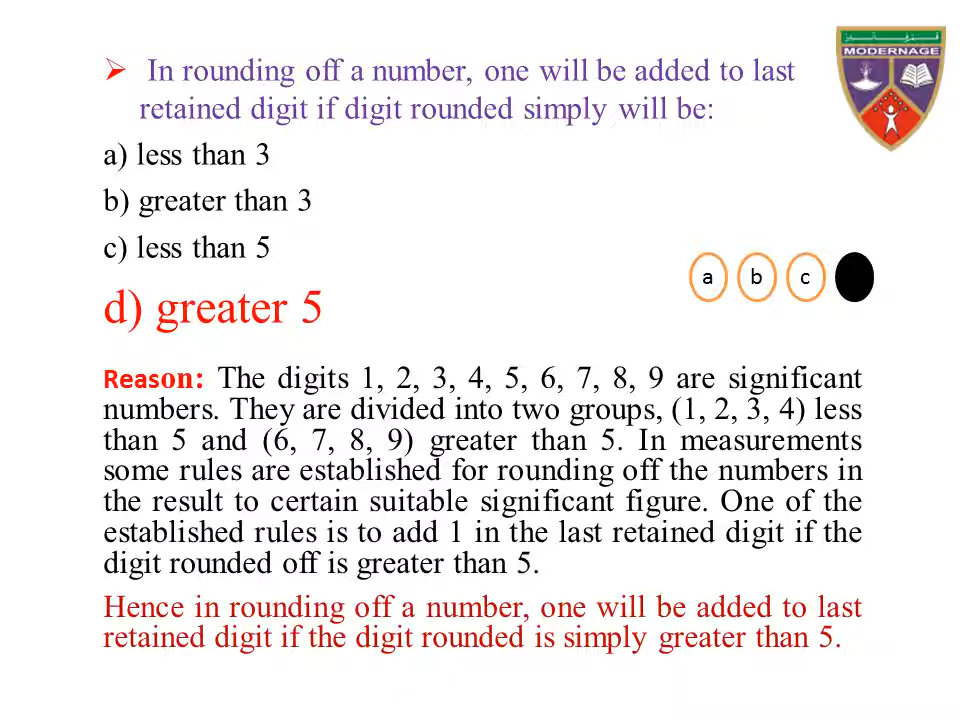 MODERNAGE
➢ In rounding off a number, one will be added to last
retained digit if digit rounded simply will be:
a) less than 3
b) greater than 3
c) less than 5
a b c
d) greater 5
Reason: The digits 1, 2, 3, 4, 5, 6, 7, 8, 9 are significant
numbers. They are divided into two groups, (1, 2, 3, 4) less
than 5 and (6, 7, 8, 9) greater than 5. In measurements
some rules are established for rounding off the numbers in
the result to certain suitable significant figure. One of the
established rules is to add 1 in the last retained digit if the
digit rounded off is greater than 5.
Hence in rounding off a number, one will be added to last
retained digit if the digit rounded is simply greater than 5.